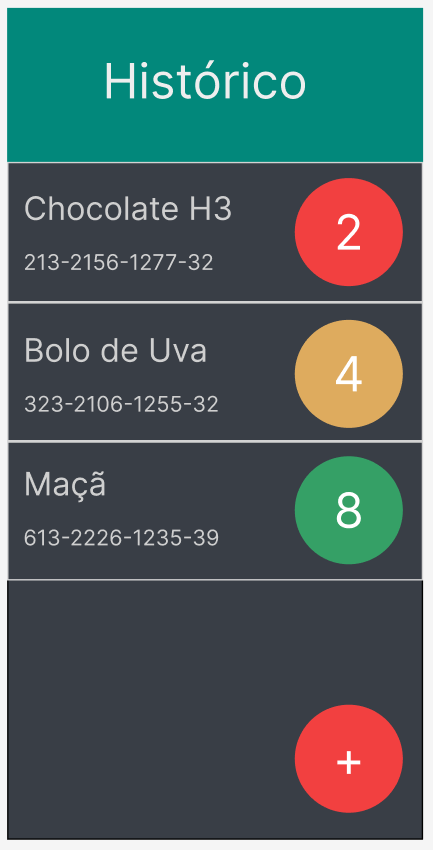 Histórico
Chocolate H3
213-2156-1277-32
2
Bolo de Uva
323-2106-1255-32
4
Maçã
613-2226-1235-39
8
+